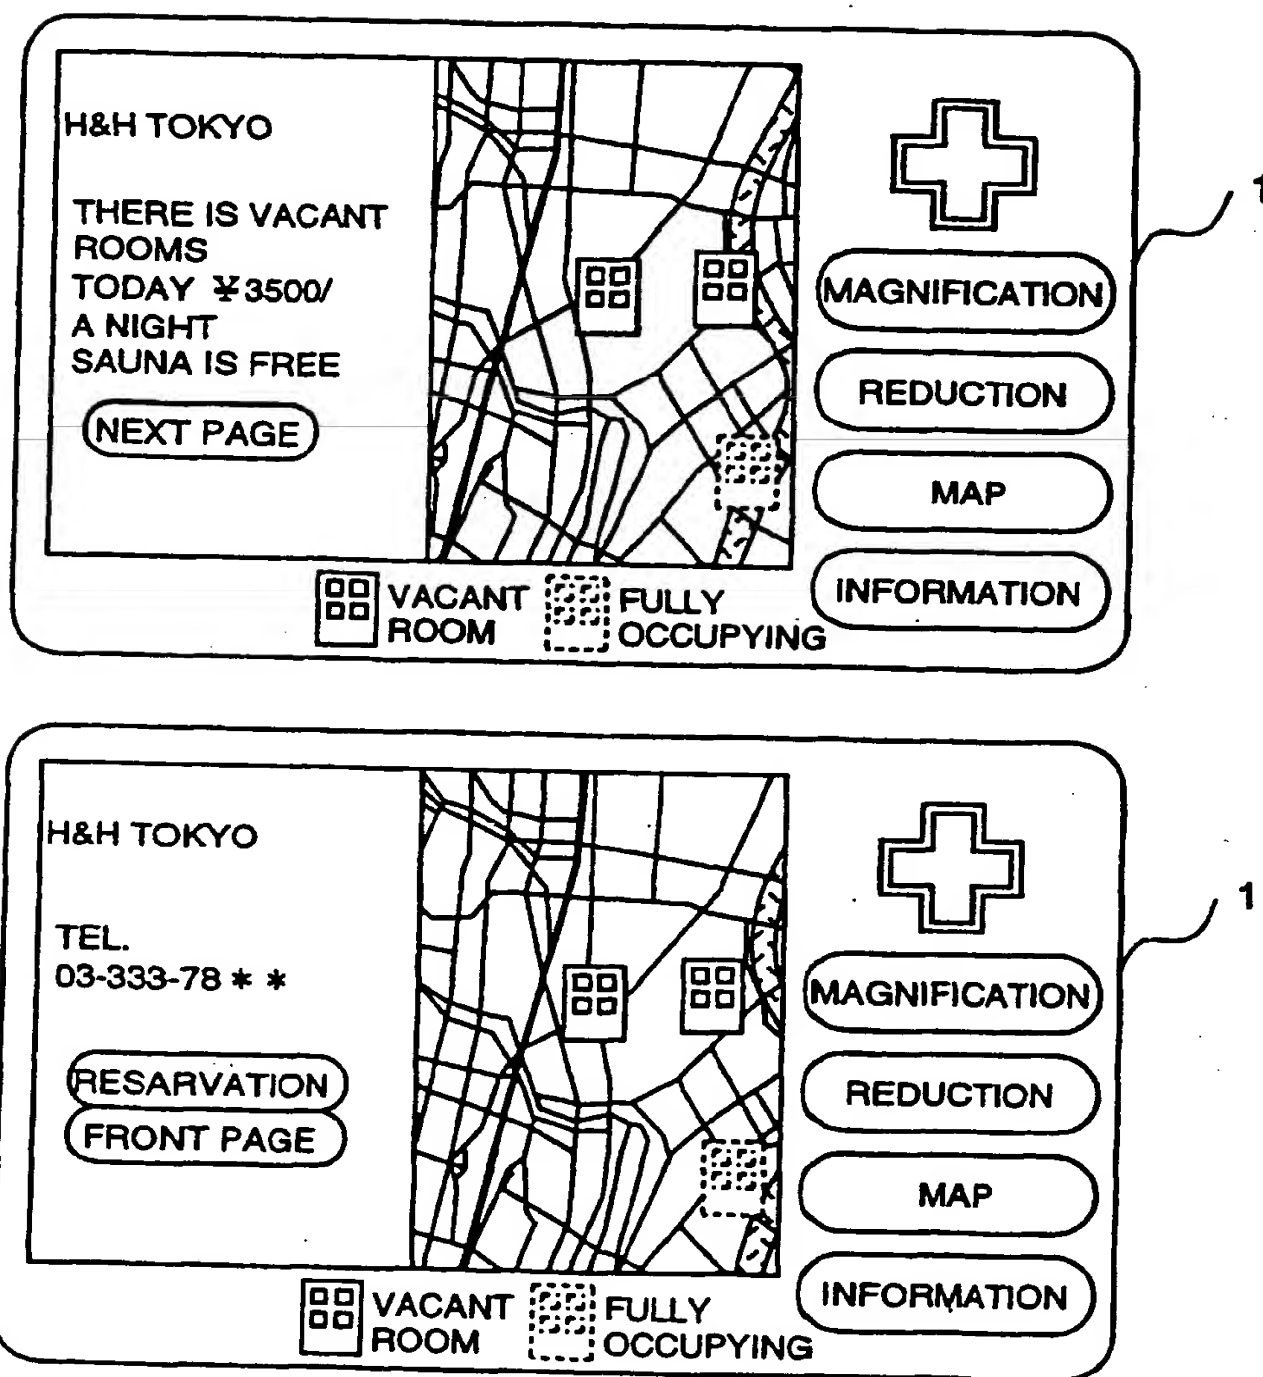 H&H TOKYO
THERE IS VACANT
ROOMS
TODAY ¥3500/
A NIGHT
SAUNA IS FREE
NEXT PAGE
MAGNIFICATION
REDUCTION
MAP
INFORMATION
VACANT
ROOM
FULLY
OCCUPYING
1
H&H TOKYO
TEL.
03-333-78＊＊
RESARVATION
FRONT PAGE
MAGNIFICATION
REDUCTION
MAP
INFORMATION
VACANT
ROOM
FULLY
OCCUPYING
1